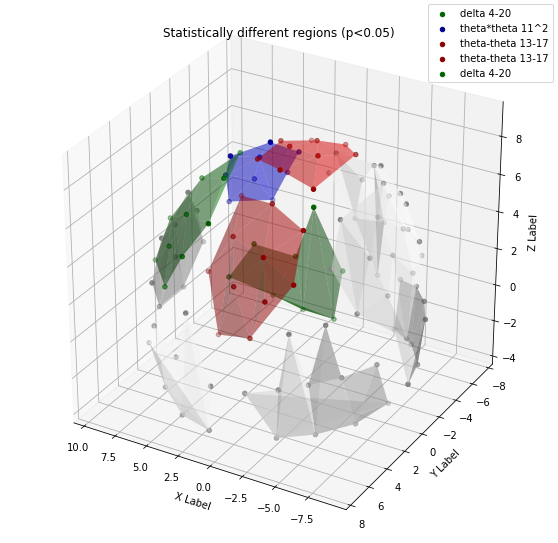 Statistically different regions (p<0.05)
delta 4-20
theta*theta 11^2
theta-theta 13-17
theta-theta 13-17
delta 4-20
8
6
4
2
0
−2
−4
Z Label
−8
−6
−4
−2
0
2
4
6
8
Y Label
10.0
7.5
5.0
2.5
0.0
−2.5
−5.0
−7.5
X Label